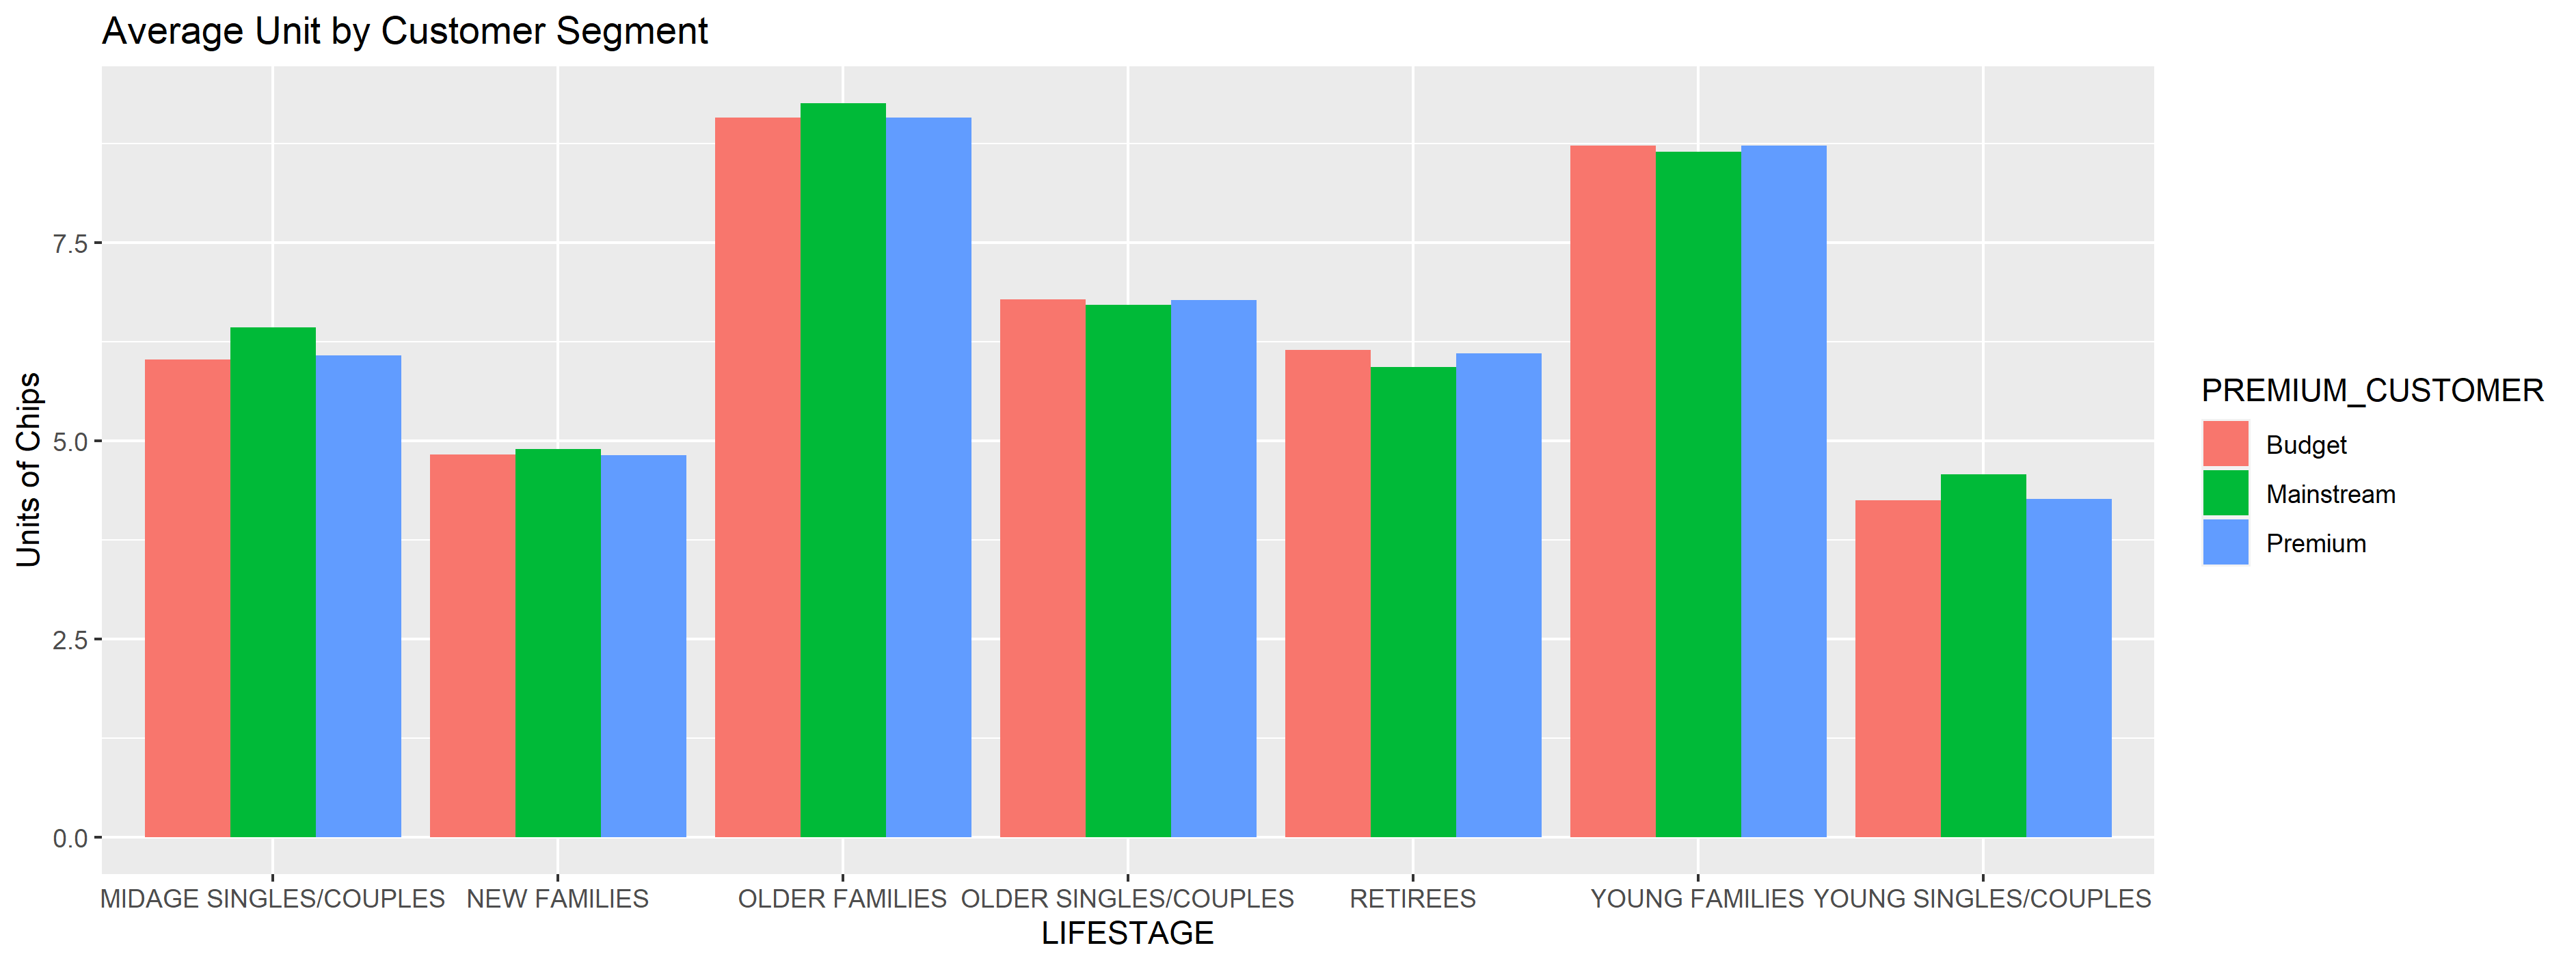 Average Unit by Customer Segment
Units of Chips
7.5
5.0
2.5
0.0
MIDAGE SINGLES/COUPLES NEW FAMILIES OLDER FAMILIES OLDER SINGLES/COUPLES RETIREES YOUNG FAMILIES YOUNG SINGLES/COUPLES
LIFESTAGE
PREMIUM_CUSTOMER
Budget
Mainstream
Premium